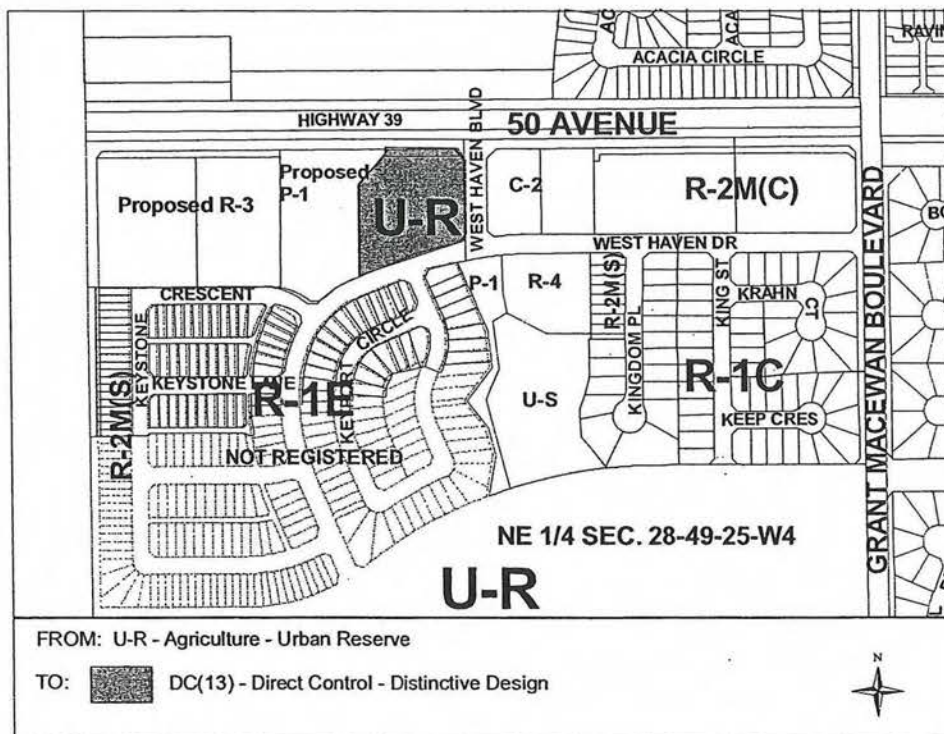 ACACIA CIRCLE
ACA
RAVIN
HIGHWAY 39
50 AVENUE
WEST HAVEN BLVD
Proposed R-3
Proposed
P-1
U-R
C-2
R-2M(C)
WEST HAVEN DR
GRANT MACEWAN BOULEVARD
BO
P-1
R-4
R-2M(S)
KINGDOM PL
KING ST
KRAHN
CT
CRESCENT
KEYSTONE
KEYSTONE
R-2M(S)
R-1E
CIRCLE
U-S
R-1C
KEEP CRES
NOT REGISTERED
NE 1/4 SEC. 28-49-25-W4
U-R
FROM: U-R - Agriculture - Urban Reserve
TO: DC(13) - Direct Control - Distinctive Design
N